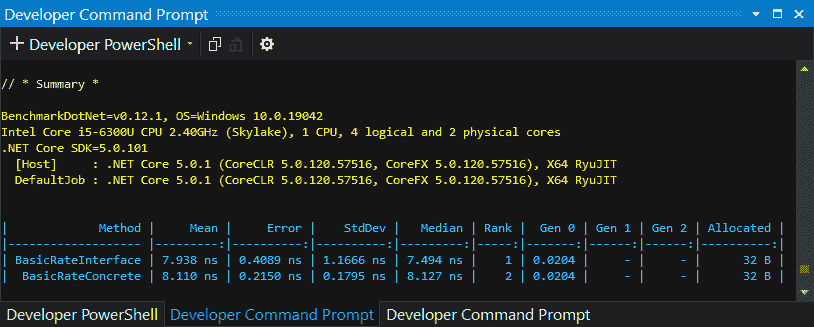 Developer Command Prompt
Developer PowerShell
// * Summary *
BenchmarkDotNet=v0.12.1, OS=Windows 10.0.19042
Intel Core i5-6300U CPU 2.40GHz (Skylake), 1 CPU, 4 logical and 2 physical cores
.NET Core SDK=5.0.101
  [Host]     : .NET Core 5.0.1 (CoreCLR 5.0.120.57516, CoreFX 5.0.120.57516), X64 RyuJIT
  DefaultJob : .NET Core 5.0.1 (CoreCLR 5.0.120.57516, CoreFX 5.0.120.57516), X64 RyuJIT
|             Method |     Mean |     Error |    StdDev |   Median | Rank |  Gen 0 | Gen 1 | Gen 2 | Allocated |
|------------------- |---------:|----------:|----------:|---------:|-----:|-------:|------:|------:|----------:|
| BasicRateInterface | 7.938 ns | 0.4089 ns | 1.1666 ns | 7.494 ns |    1 | 0.0204 |     - |     - |      32 B |
|  BasicRateConcrete | 8.110 ns | 0.2150 ns | 0.1795 ns | 8.127 ns |    2 | 0.0204 |     - |     - |      32 B |
Developer PowerShell Developer Command Prompt Developer Command Prompt